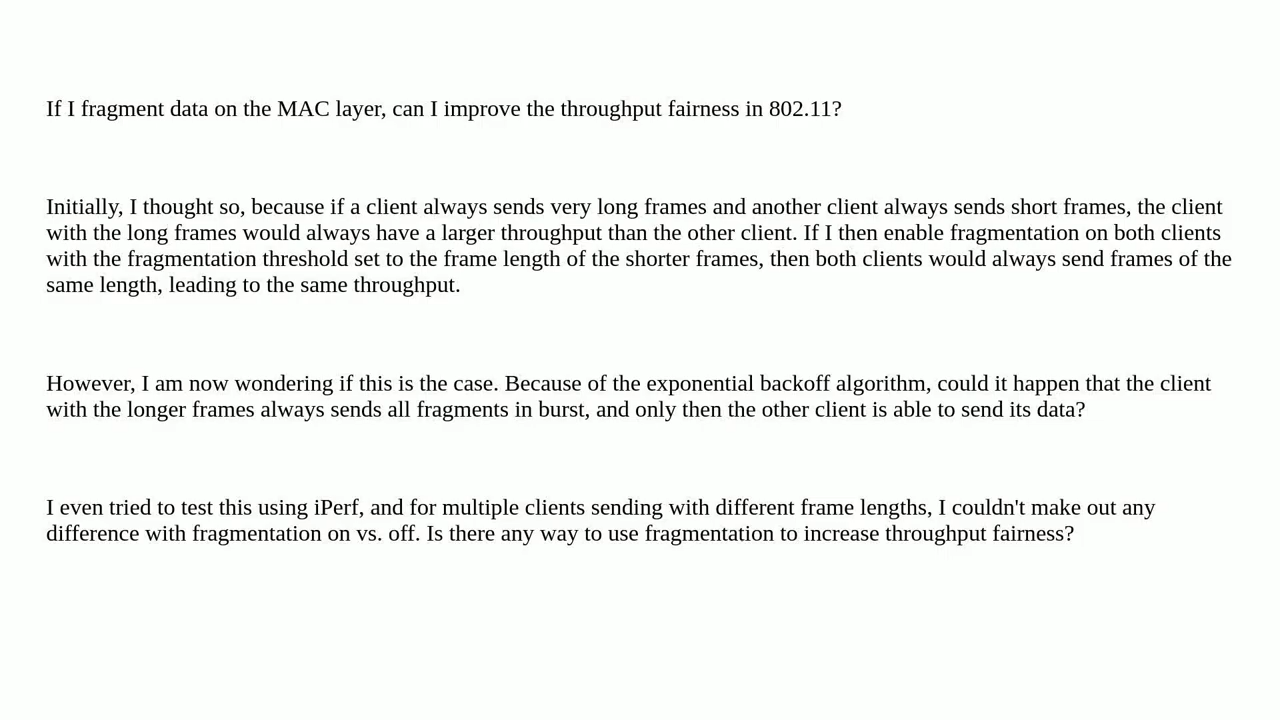 If I fragment data on the MAC layer, can I improve the throughput fairness in 802.11?
Initially, I thought so, because if a client always sends very long frames and another client always sends short frames, the client
with the long frames would always have a larger throughput than the other client. If I then enable fragmentation on both clients
with the fragmentation threshold set to the frame length of the shorter frames, then both clients would always send frames of the
same length, leading to the same throughput.
However, I am now wondering if this is the case. Because of the exponential backoff algorithm, could it happen that the client
with the longer frames always sends all fragments in burst, and only then the other client is able to send its data?
I even tried to test this using iPerf, and for multiple clients sending with different frame lengths, I couldn't make out any
difference with fragmentation on vs. off. Is there any way to use fragmentation to increase throughput fairness?